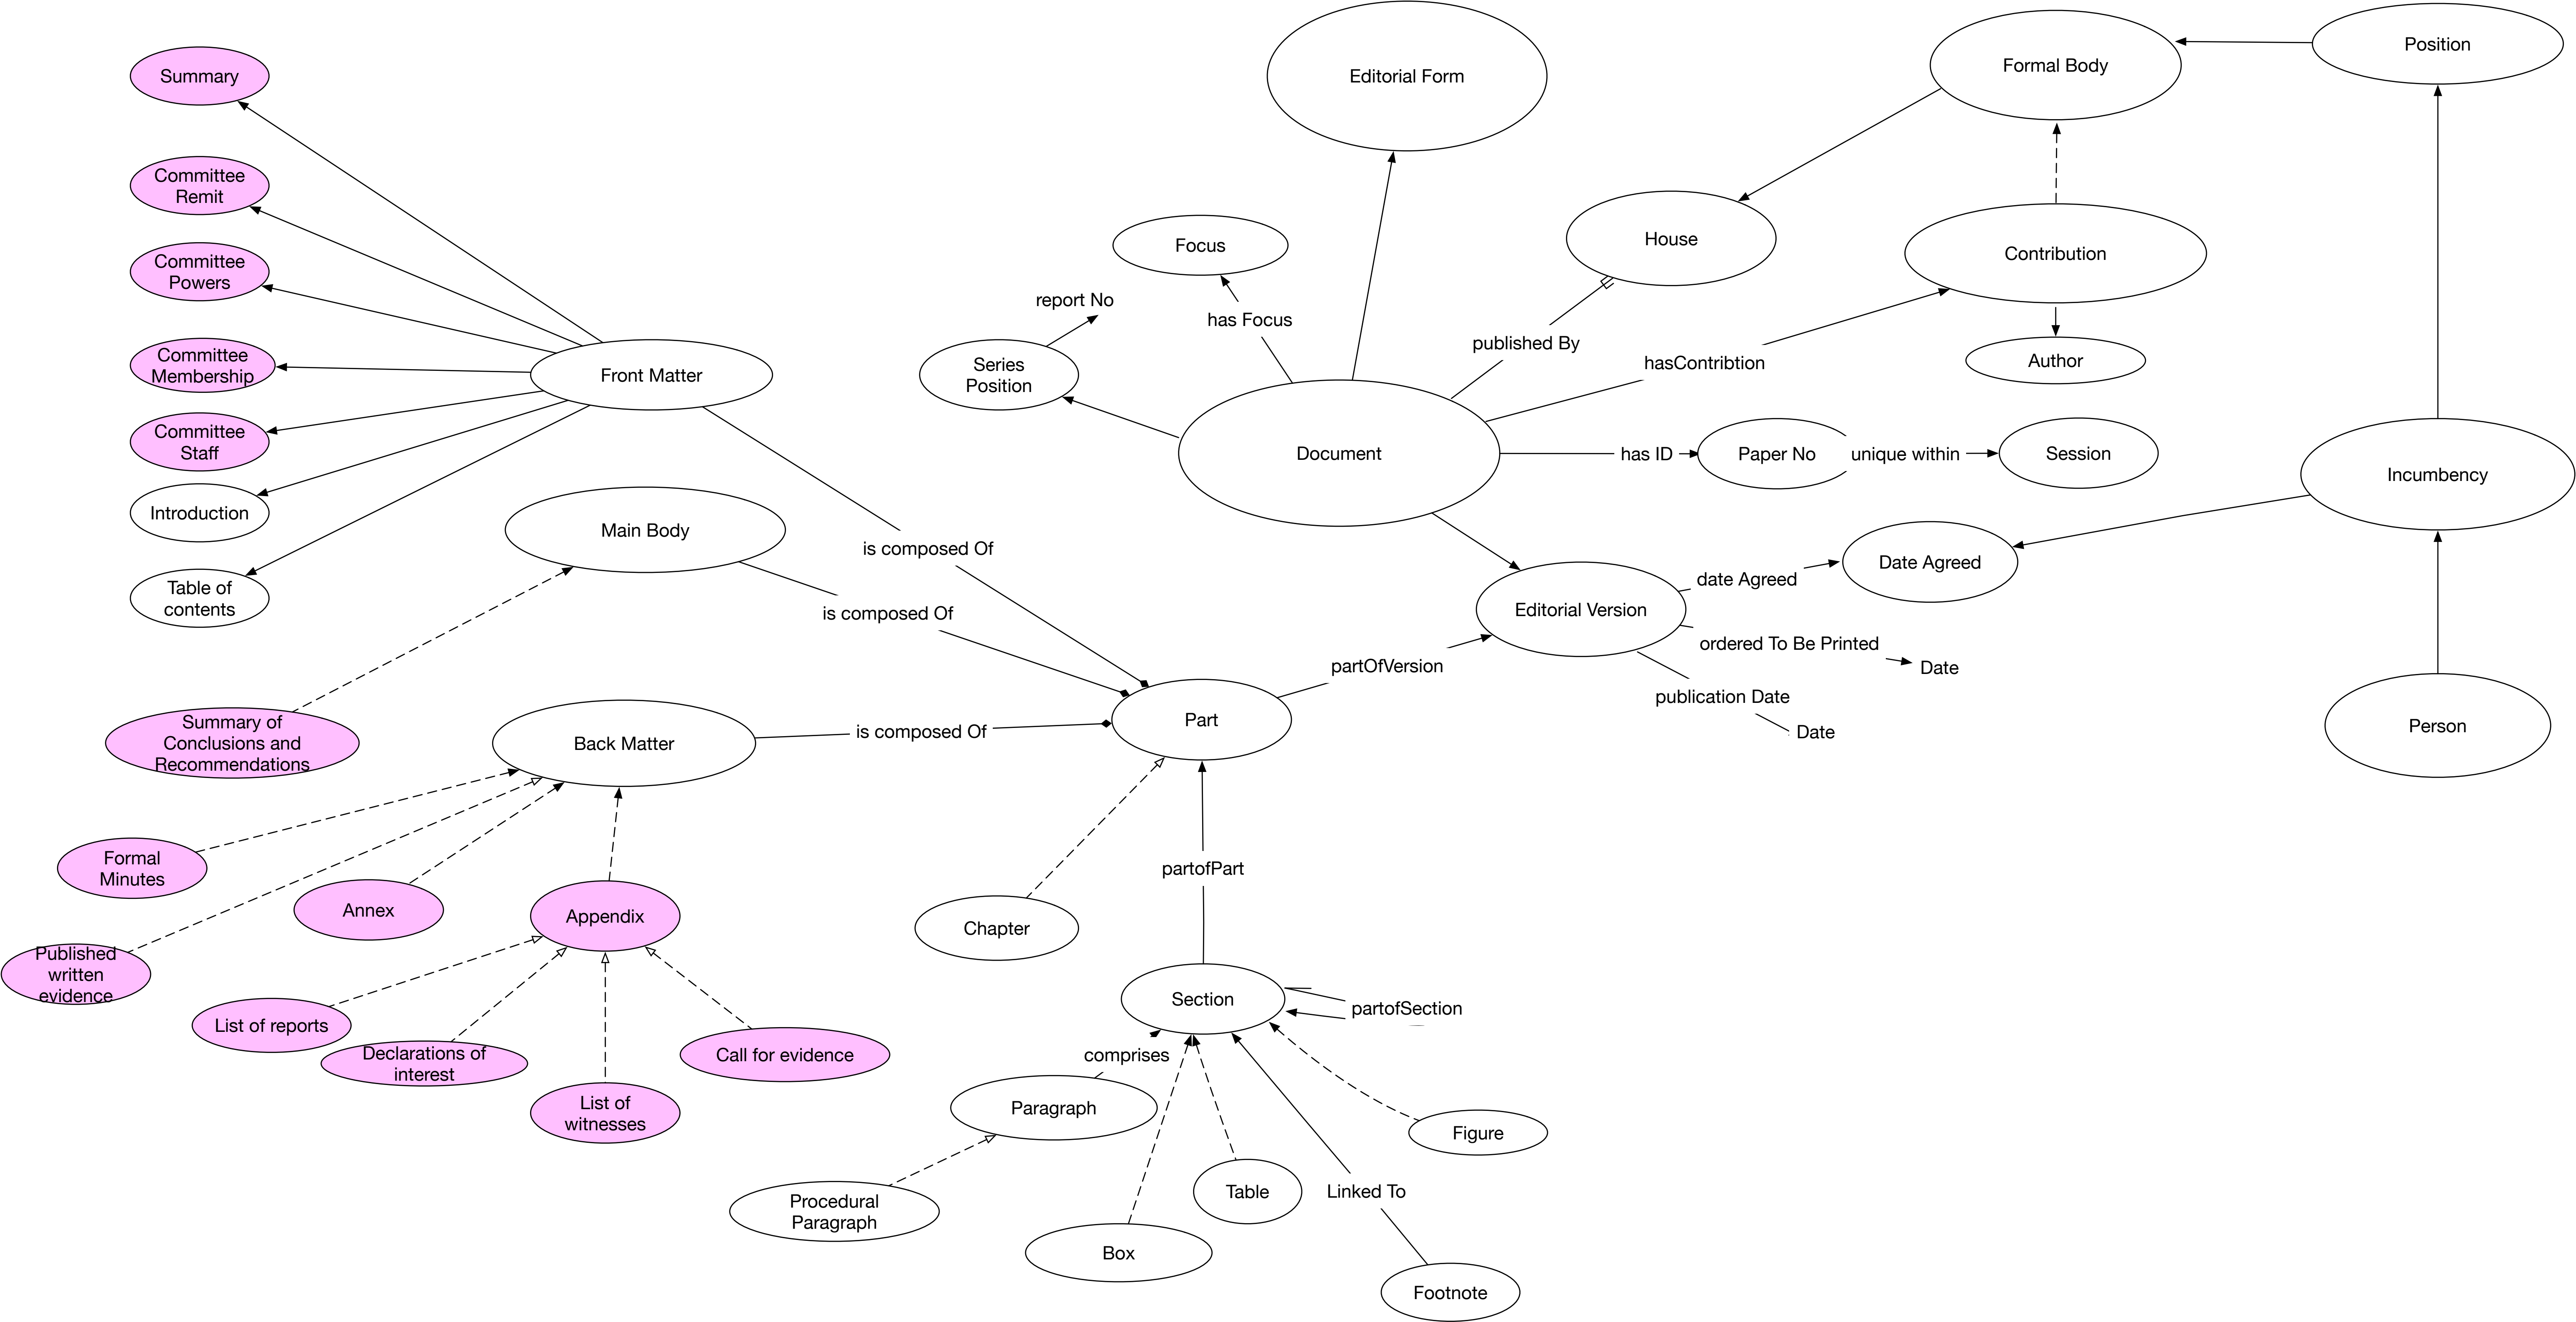 Summary
Committee
Remit
Committee
Powers
Committee
Membership
Committee
Staff
Introduction
Table of
contents
Front Matter
Main Body
is composed Of
is composed Of
is composed Of
Summary of
Conclusions and
Recommendations
Back Matter
Formal
Minutes
Annex
Appendix
Published
written
evidence
List of reports
Declarations of
interest
List of
witnesses
Call for evidence
Editorial Form
Focus
has Focus
report No
Series
Position
Document
published By
House
Formal Body
Position
Contribution
hasContribtion
Author
has ID
Paper No
unique within
Session
Incumbency
Person
Editorial Version
date Agreed
Date Agreed
ordered To Be Printed
Date
publication Date
Date
partOfVersion
Part
partofPart
Chapter
Section
partofSection
comprises
Paragraph
Procedural
Paragraph
Box
Table
Figure
Linked To
Footnote